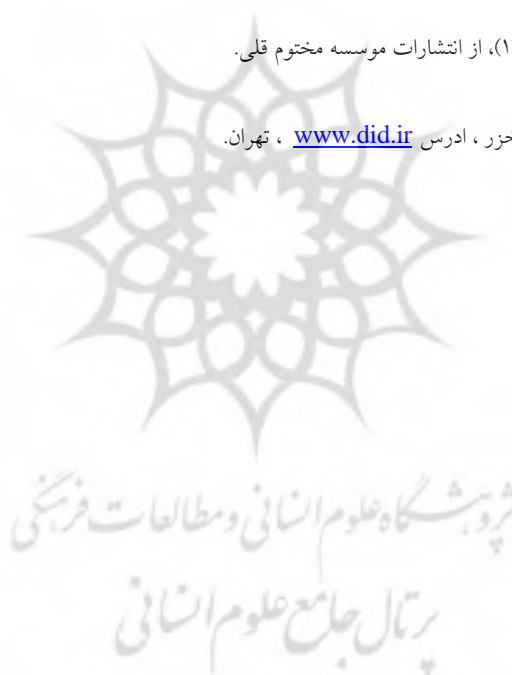 ۱)، از انتشارات موسسه مختوم قلی.
خزر ، ادرس www.did.ir ، تهران.
پژوهشگاه علوم انسانی و مطالعات فرهنگی
پرتال جامع علوم انسانی